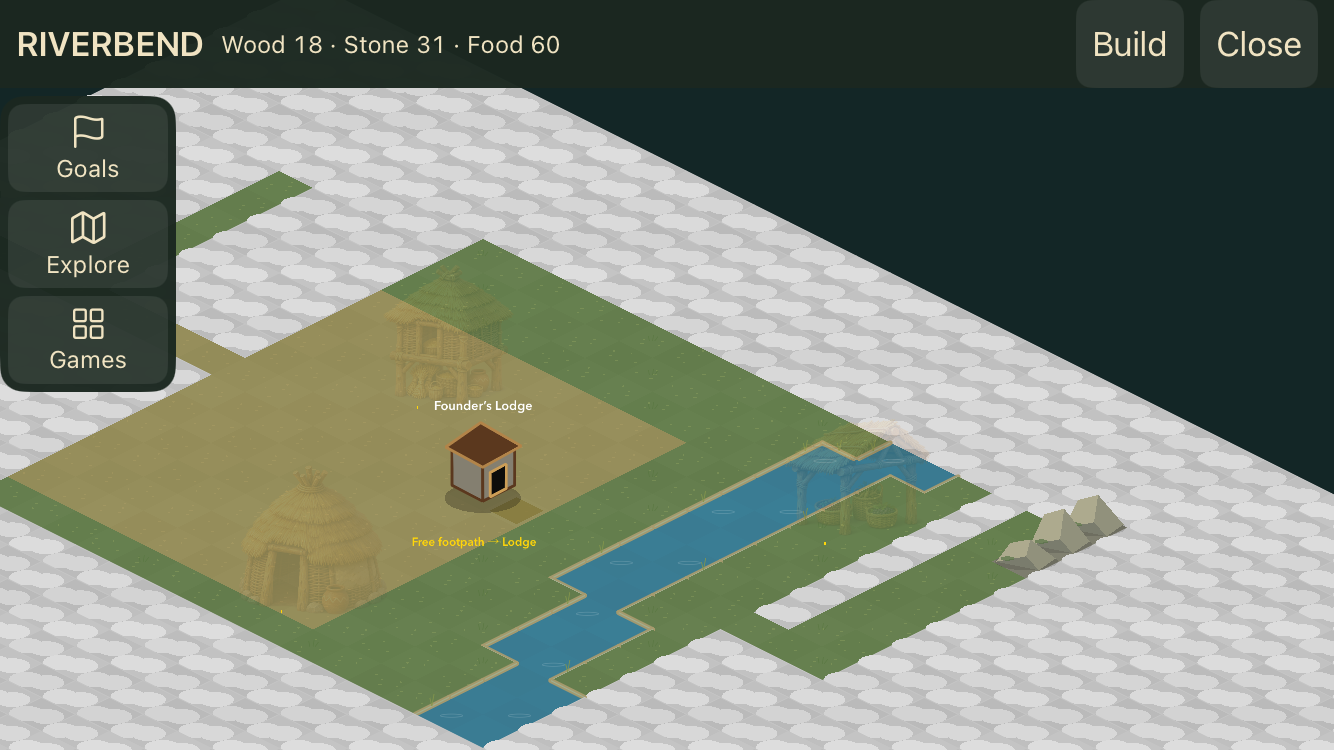 RIVERBEND Wood 18 · Stone 31 · Food 60 Build Close
Goals
Explore
Games
Founder's Lodge
Free footpath → Lodge